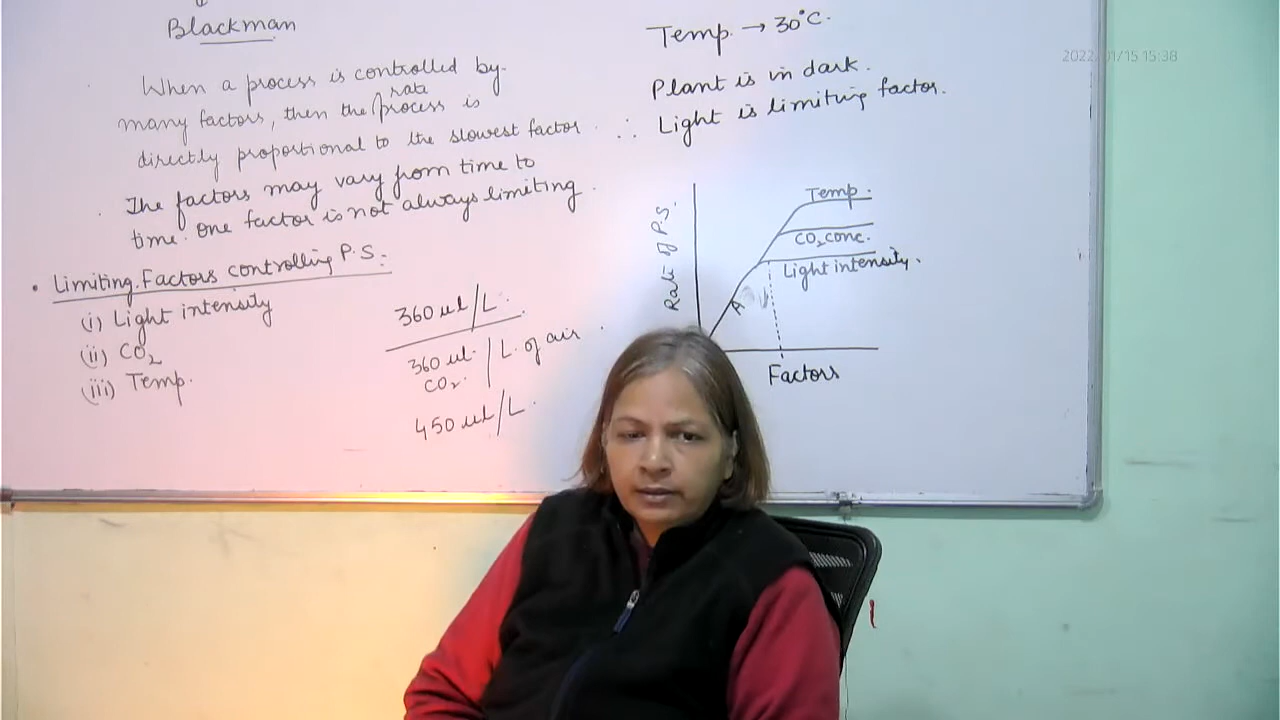 Blackman
When a process is controlled by
many factors, then the rate process is
directly proportional to the slowest factor.
The factors may vary from time to
time. One factor is not always limiting.
Limiting Factors controlling P.S:
(i) Light intensity
(ii) CO₂
(iii) Temp.
360 ul/L.
360 ul. / L. of air
CO₂.
450 ul/L.
Temp. → 30°C.
Plant is in dark.
∴ Light is limiting factor.
Rate of P.S.
Temp.
CO₂ conc.
Light intensity.
A
Factors
2022/01/15 15:38